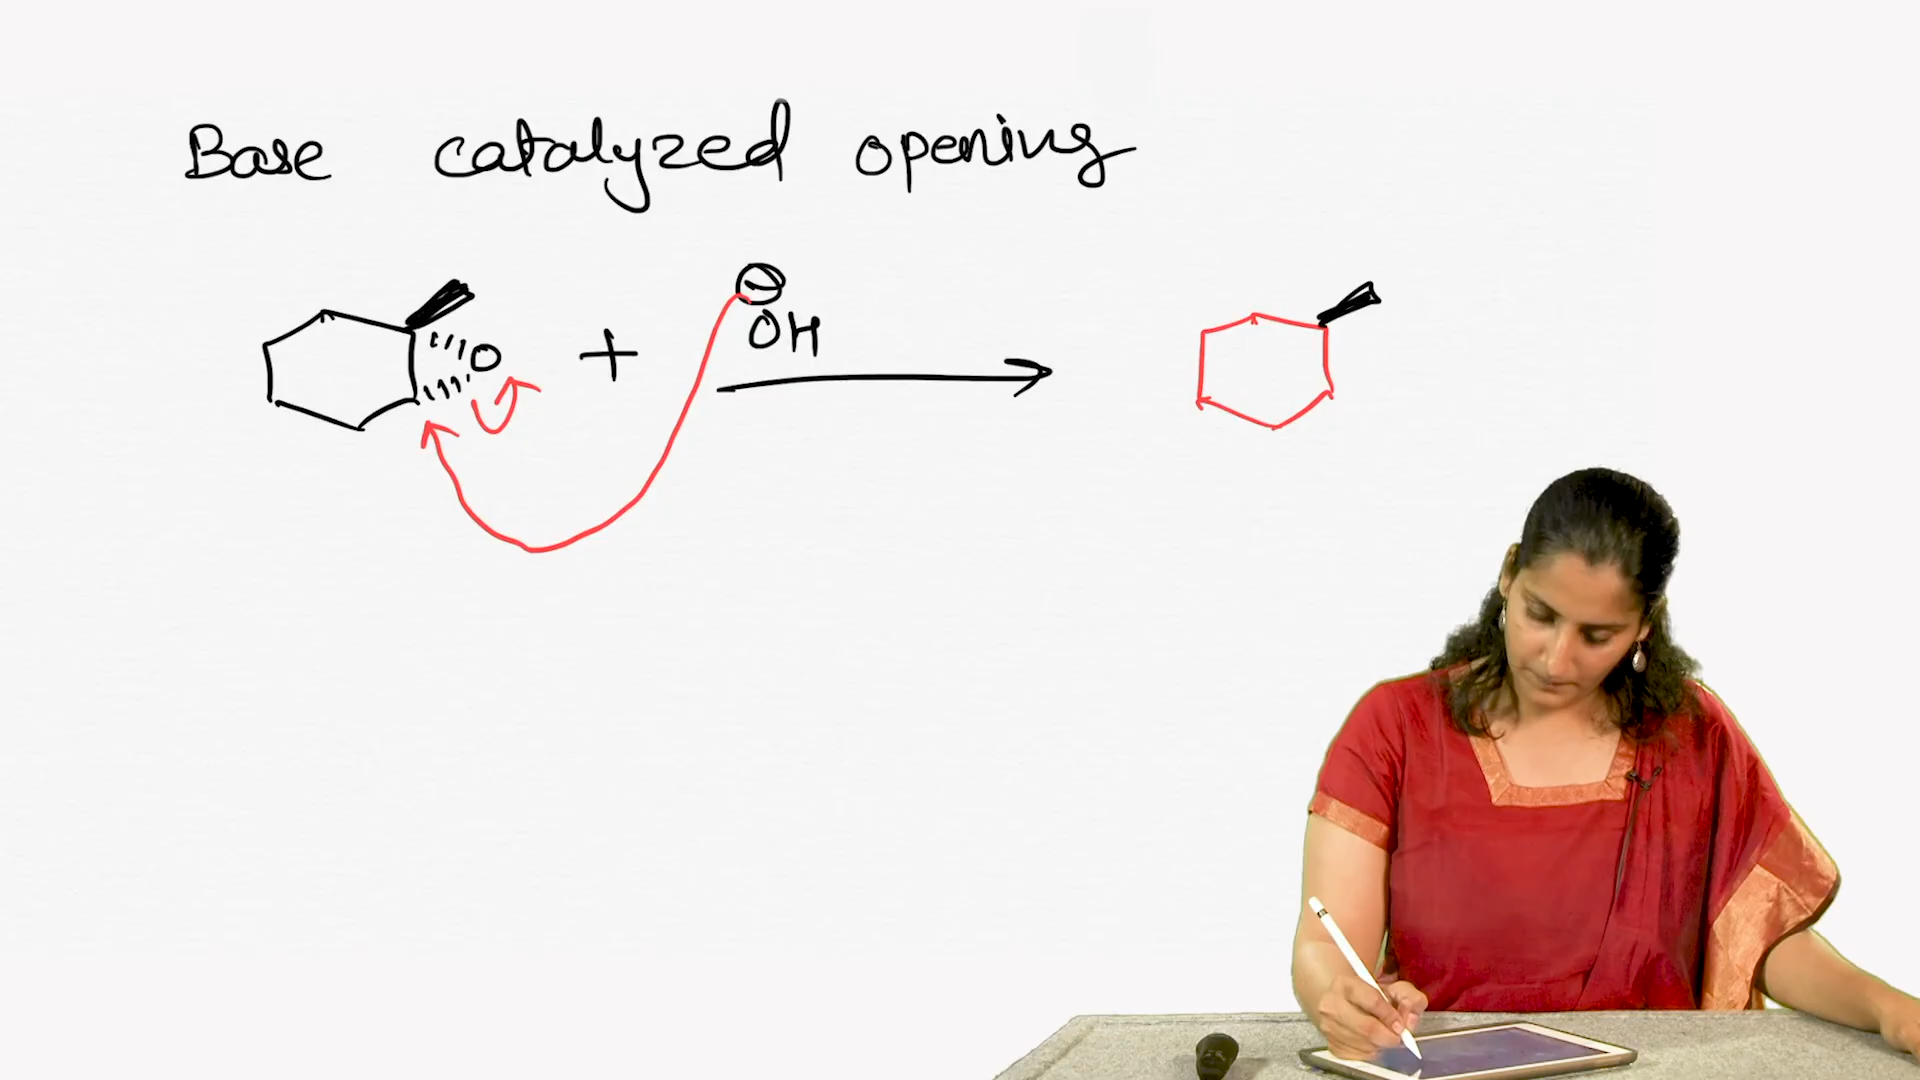 Base catalyzed opening
O + ⊖
OH